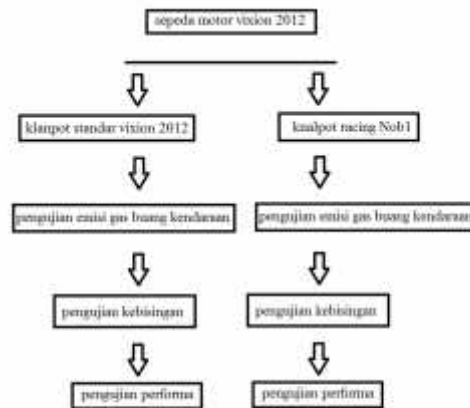 sepeda motor vixion 2012
klanpot standar vixion 2012
knalpot racing Nob1
pengujian emisi gas buang kendaraan
pengujian emisi gas buang kendaraan
pengujian kebisingan
pengujian kebisingan
pengujian performa
pengujian performa